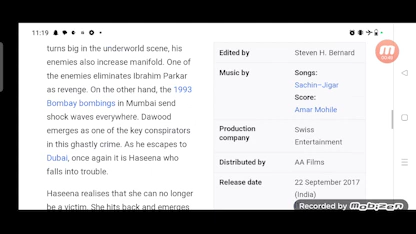 11:19
turns big in the underworld scene, his
enemies also increase manifold. One of
the enemies eliminates Ibrahim Parkar
as revenge. On the other hand, the 1993
Bombay bombings in Mumbai send
shock waves everywhere. Dawood
emerges as one of the key conspirators
in this ghastly crime. As he escapes to
Dubai, once again it is Haseena who
falls into trouble.
Haseena realises that she can no longer
be a victim. She hits back and emerges
Edited by Steven H. Bernard
Music by Songs:
Sachin–Jigar
Score:
Amar Mohile
Production
company
Swiss
Entertainment
Distributed by AA Films
Release date 22 September 2017
(India)
Recorded by Mobizen